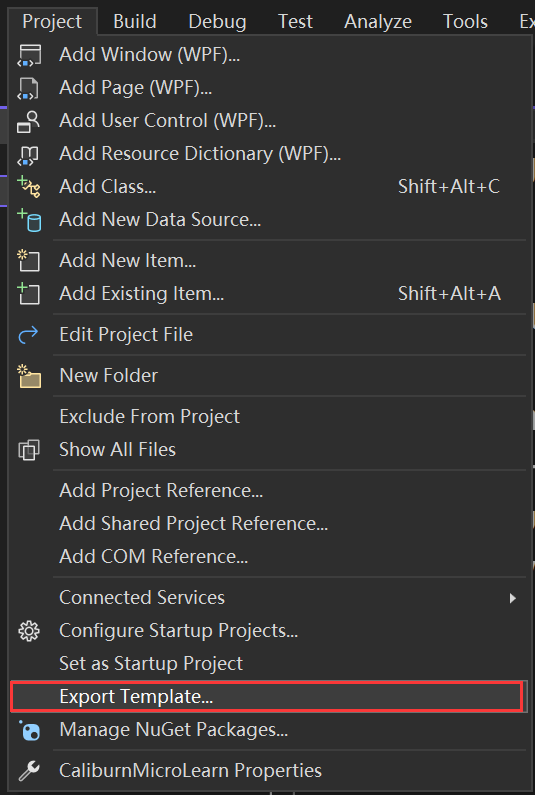 Project Build Debug Test Analyze Tools Ex
Add Window (WPF)...
Add Page (WPF)...
Add User Control (WPF)...
Add Resource Dictionary (WPF)...
Add Class... Shift+Alt+C
Add New Data Source...
Add New Item...
Add Existing Item... Shift+Alt+A
Edit Project File
New Folder
Exclude From Project
Show All Files
Add Project Reference...
Add Shared Project Reference...
Add COM Reference...
Connected Services
Configure Startup Projects...
Set as Startup Project
Export Template...
Manage NuGet Packages...
CaliburnMicroLearn Properties